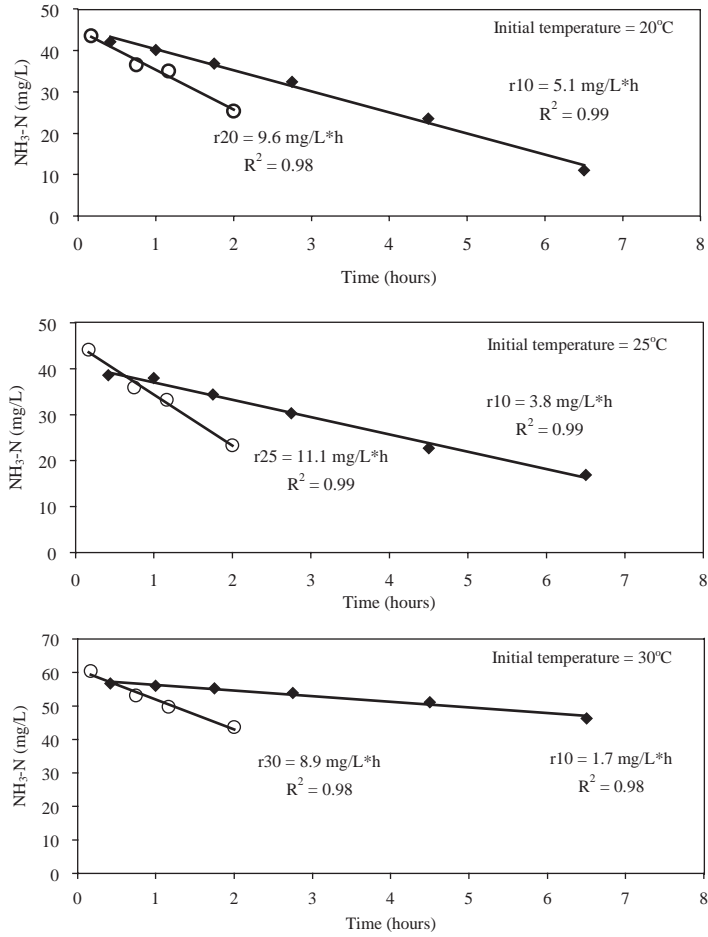 50
40
30
20
10
0
NH3-N (mg/L)
Initial temperature = 20°C
r10 = 5.1 mg/L*h
R2 = 0.99
r20 = 9.6 mg/L*h
R2 = 0.98
0 1 2 3 4 5 6 7 8
Time (hours)
50
40
30
20
10
0
NH3-N (mg/L)
Initial temperature = 25°C
r10 = 3.8 mg/L*h
R2 = 0.99
r25 = 11.1 mg/L*h
R2 = 0.99
0 1 2 3 4 5 6 7 8
Time (hours)
70
60
50
40
30
20
10
0
NH3-N (mg/L)
Initial temperature = 30°C
r30 = 8.9 mg/L*h
R2 = 0.98
r10 = 1.7 mg/L*h
R2 = 0.98
0 1 2 3 4 5 6 7 8
Time (hours)